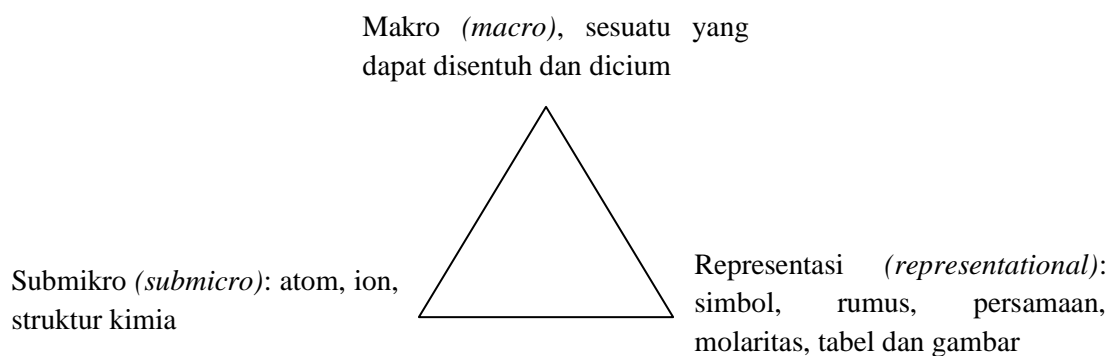 Makro (macro), sesuatu yang
dapat disentuh dan dicium
Submikro (submicro): atom, ion,
struktur kimia
Representasi (representational):
simbol, rumus, persamaan,
molaritas, tabel dan gambar